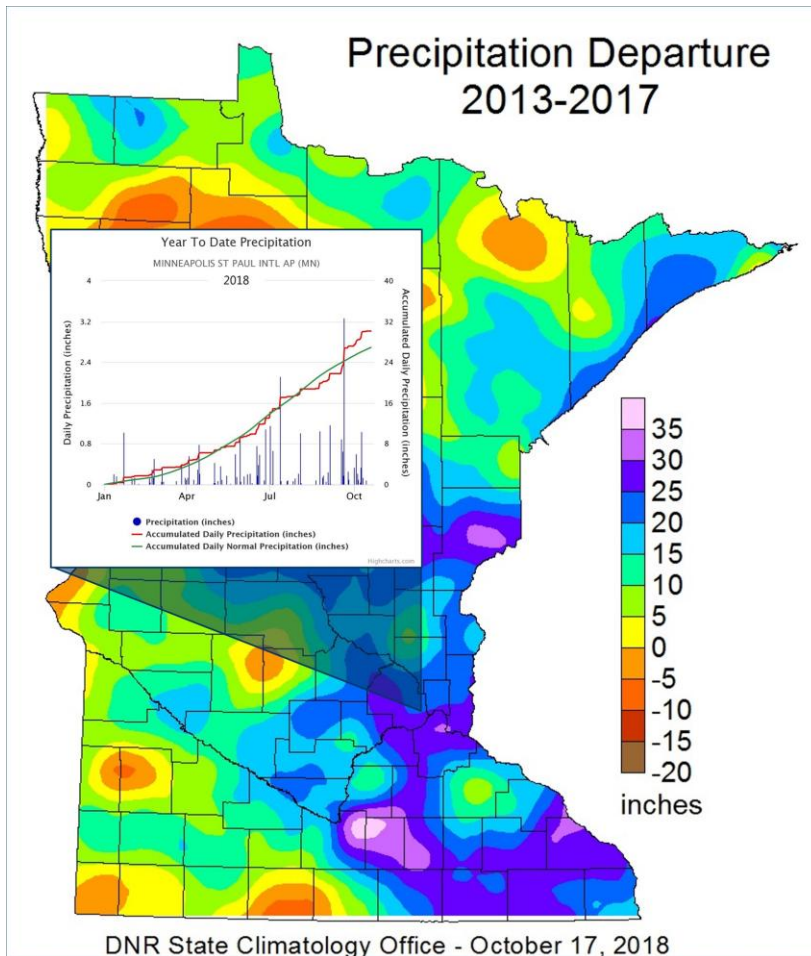 Precipitation Departure
2013-2017
Year To Date Precipitation
MINNEAPOLIS ST PAUL INTL AP (MN)
2018
4
3.2
2.4
1.6
0.8
0
Daily Precipitation (inches)
40
32
24
16
8
0
Accumulated Daily Precipitation (inches)
Jan
Apr
Jul
Oct
Precipitation (inches)
Accumulated Daily Precipitation (inches)
Accumulated Daily Normal Precipitation (inches)
Highcharts.com
35
30
25
20
15
10
5
0
-5
-10
-15
-20
inches
DNR State Climatology Office - October 17, 2018